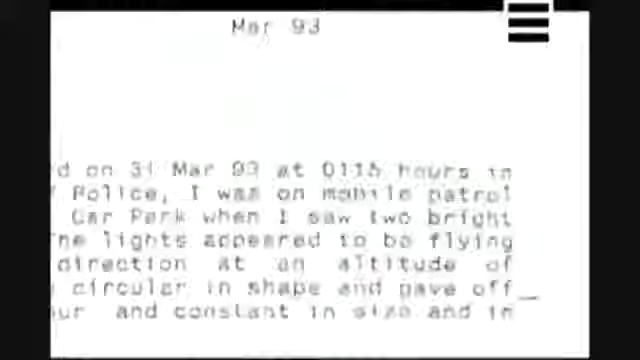 Mar 93
d on 31 Mar 93 at 0115 hours in
Police, I was on mobile patrol
Car Park when I saw two bright
he lights appeared to be flying
direction at an altitude of
circular in shape and gave off
ur and constant in size and in